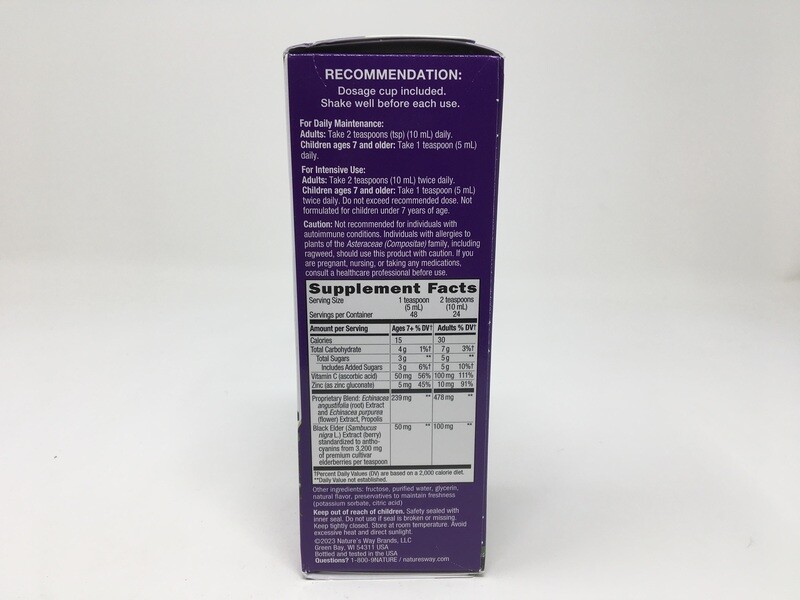 RECOMMENDATION:
Dosage cup included.
Shake well before each use.
For Daily Maintenance:
Adults: Take 2 teaspoons (tsp) (10 mL) daily.
Children ages 7 and older: Take 1 teaspoon (5 mL)
daily.
For Intensive Use:
Adults: Take 2 teaspoons (10 mL) twice daily.
Children ages 7 and older: Take 1 teaspoon (5 mL)
twice daily. Do not exceed recommended dose. Not
formulated for children under 7 years of age.
Caution: Not recommended for individuals with
autoimmune conditions. Individuals with allergies to
plants of the Asteraceae (Compositae) family, including
ragweed, should use this product with caution. If you
are pregnant, nursing, or taking any medications,
consult a healthcare professional before use.
Supplement Facts
Serving Size 1 teaspoon 2 teaspoons
(5 mL) (10 mL)
Servings per Container 48 24
Amount per Serving Ages 7+ % DV† Adults % DV†
Calories 15 30
Total Carbohydrate 4 g 1%† 7 g 3%†
Total Sugars 3 g ** 5 g **
Includes Added Sugars 3 g 6%† 5 g 10%†
Vitamin C (ascorbic acid) 50 mg 56% 100 mg 111%
Zinc (as zinc gluconate) 5 mg 45% 10 mg 91%
Proprietary Blend: Echinacea 239 mg ** 478 mg **
angustifolia (root) Extract
and Echinacea purpurea
(flower) Extract, Propolis
Black Elder (Sambucus 50 mg ** 100 mg **
nigra L.) Extract (berry)
standardized to antho-
cyanins from 3,200 mg
of premium cultivar
elderberries per teaspoon
†Percent Daily Values (DV) are based on a 2,000 calorie diet.
**Daily Value not established.
Other ingredients: fructose, purified water, glycerin,
natural flavor, preservatives to maintain freshness
(potassium sorbate, citric acid)
Keep out of reach of children. Safety sealed with
inner seal. Do not use if seal is broken or missing.
Keep tightly closed. Store at room temperature. Avoid
excessive heat and direct sunlight.
©2023 Nature's Way Brands, LLC
Green Bay, WI 54311 USA
Bottled and tested in the USA
Questions? 1-800-9NATURE / naturesway.com